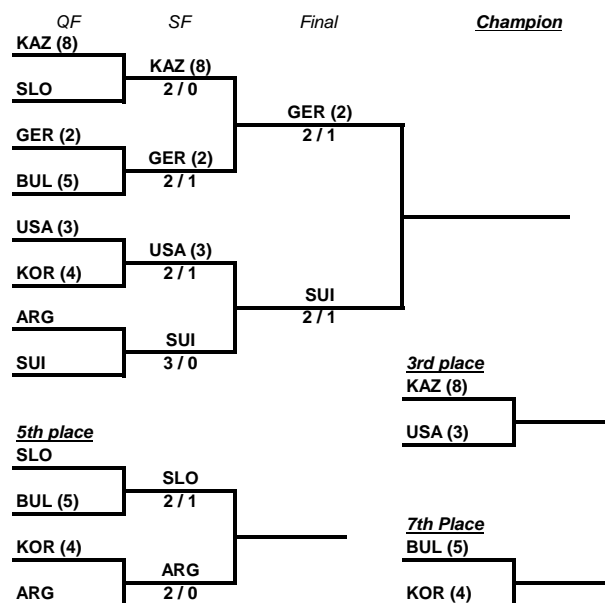 QF SF Final Champion
KAZ (8)
KAZ (8)
SLO
2 / 0
GER (2)
GER (2)
2 / 1
GER (2)
BUL (5)
2 / 1
USA (3)
USA (3)
KOR (4)
2 / 1
SUI
2 / 1
ARG
SUI
SUI
3 / 0
3rd place
KAZ (8)
USA (3)
5th place
SLO
SLO
BUL (5)
2 / 1
KOR (4)
ARG
ARG
2 / 0
7th Place
BUL (5)
KOR (4)